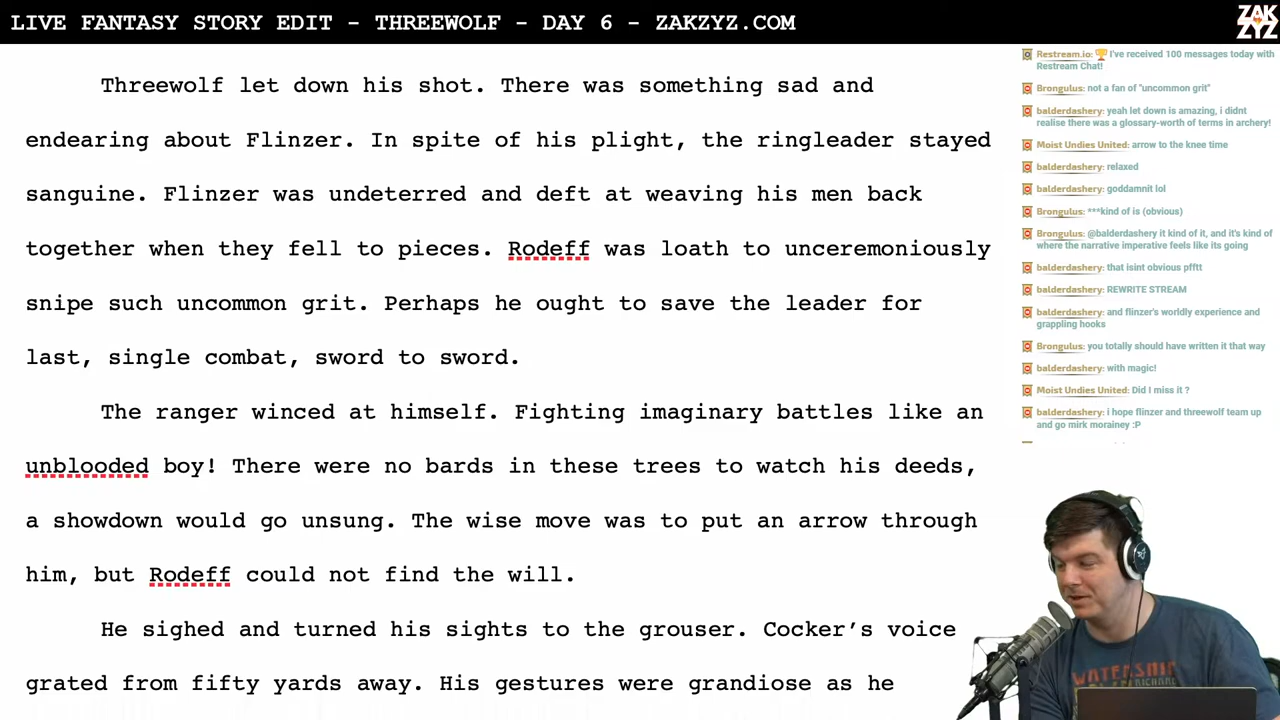 LIVE FANTASY STORY EDIT - THREEWOLF - DAY 6 - ZAKZYZ.COM
ZAK
ZYZ
Threewolf let down his shot. There was something sad and
endearing about Flinzer. In spite of his plight, the ringleader stayed
sanguine. Flinzer was undeterred and deft at weaving his men back
together when they fell to pieces. Rodeff was loath to unceremoniously
snipe such uncommon grit. Perhaps he ought to save the leader for
last, single combat, sword to sword.
The ranger winced at himself. Fighting imaginary battles like an
unblooded boy! There were no bards in these trees to watch his deeds,
a showdown would go unsung. The wise move was to put an arrow through
him, but Rodeff could not find the will.
He sighed and turned his sights to the grouser. Cocker’s voice
grated from fifty yards away. His gestures were grandiose as he
Restream.io: 🏆 I've received 100 messages today with
Restream Chat!
Brongulus: not a fan of "uncommon grit"
balderdashery: yeah let down is amazing, i didnt
realise there was a glossary-worth of terms in archery!
Moist Undies United: arrow to the knee time
balderdashery: relaxed
balderdashery: goddamnit lol
Brongulus: ***kind of is (obvious)
Brongulus: @balderdashery it kind of it, and it's kind of
where the narrative imperative feels like its going
balderdashery: that isint obvious pfftt
balderdashery: REWRITE STREAM
balderdashery: and flinzer's worldly experience and
grappling hooks
Brongulus: you totally should have written it that way
balderdashery: with magic!
Moist Undies United: Did I miss it ?
balderdashery: i hope flinzer and threewolf team up
and go mirk morainey :P
WATERSHIP